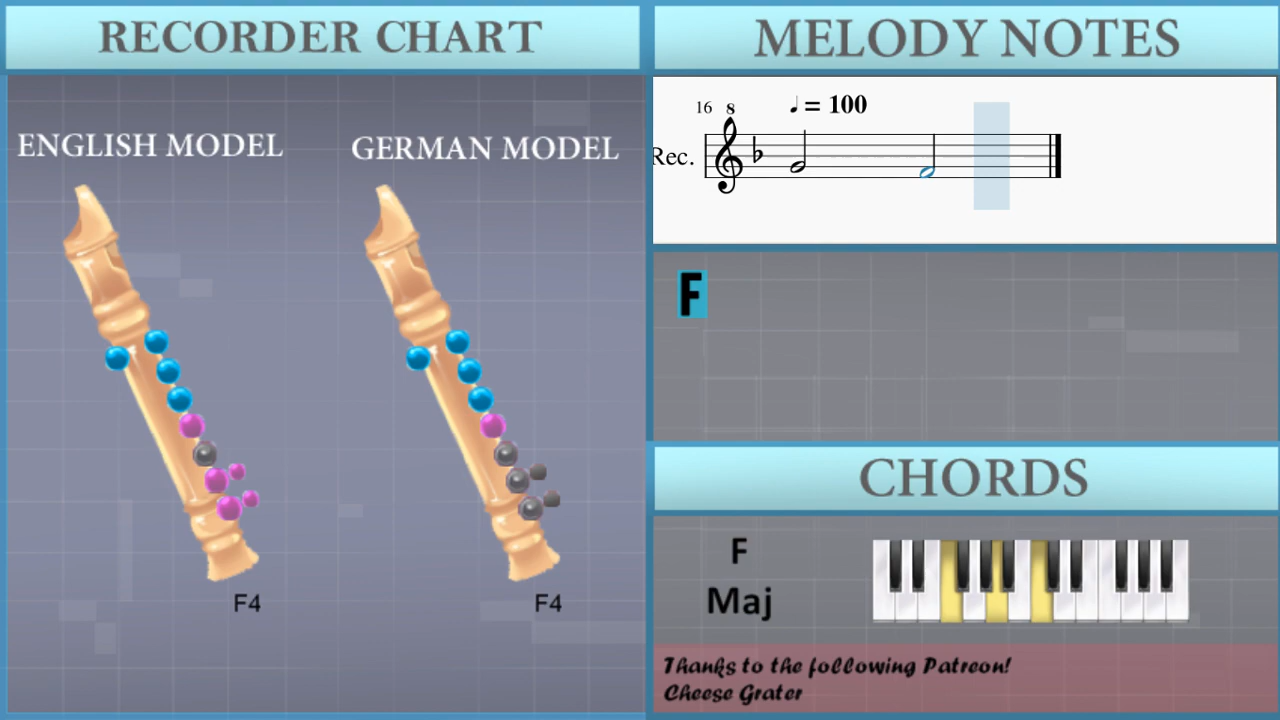 RECORDER CHART
ENGLISH MODEL
GERMAN MODEL
F4
F4
MELODY NOTES
16
8
♩ = 100
Rec.
F
CHORDS
F
Maj
Thanks to the following Patreon!
Cheese Grater